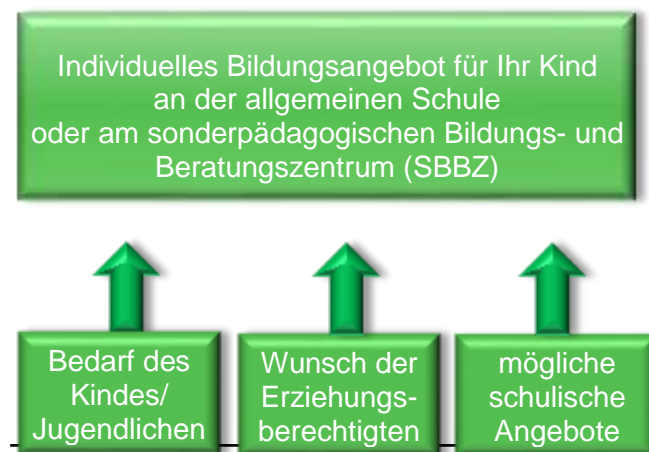 Individuelles Bildungsangebot für Ihr Kind
an der allgemeinen Schule
oder am sonderpädagogischen Bildungs- und
Beratungszentrum (SBBZ)
Bedarf des
Kindes/
Jugendlichen
Wunsch der
Erziehungs-
berechtigten
mögliche
schulische
Angebote